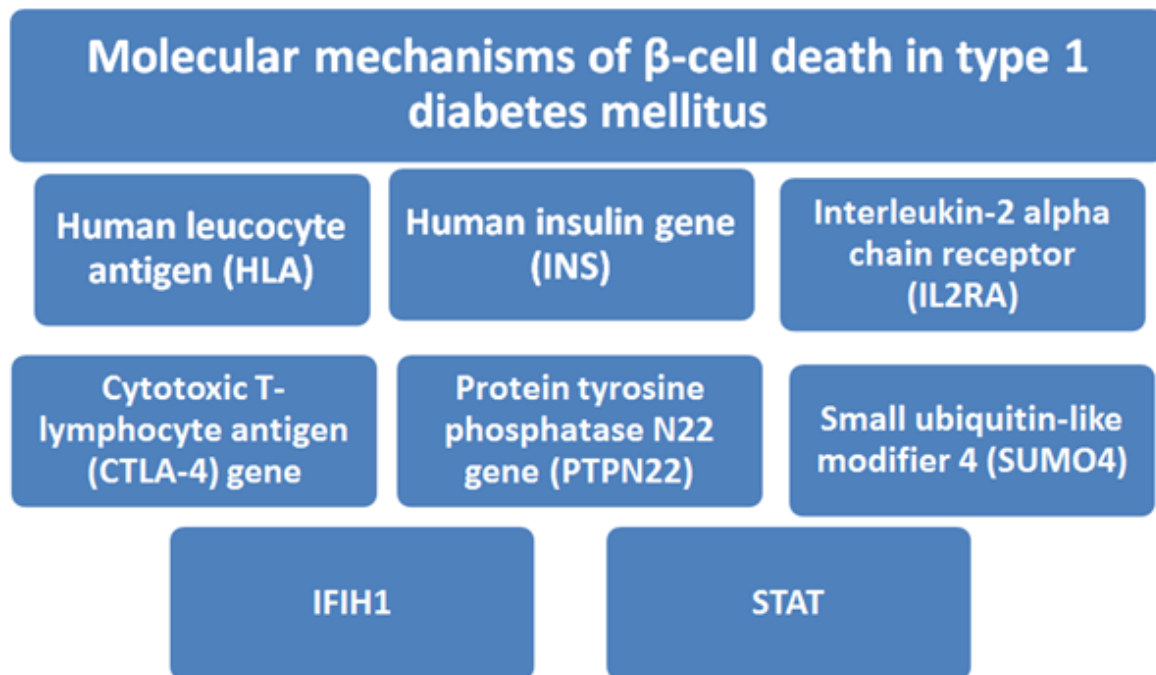 Molecular mechanisms of β-cell death in type 1
diabetes mellitus
Human leucocyte
antigen (HLA)
Human insulin gene
(INS)
Interleukin-2 alpha
chain receptor
(IL2RA)
Cytotoxic T-
lymphocyte antigen
(CTLA-4) gene
Protein tyrosine
phosphatase N22
gene (PTPN22)
Small ubiquitin-like
modifier 4 (SUMO4)
IFIH1
STAT